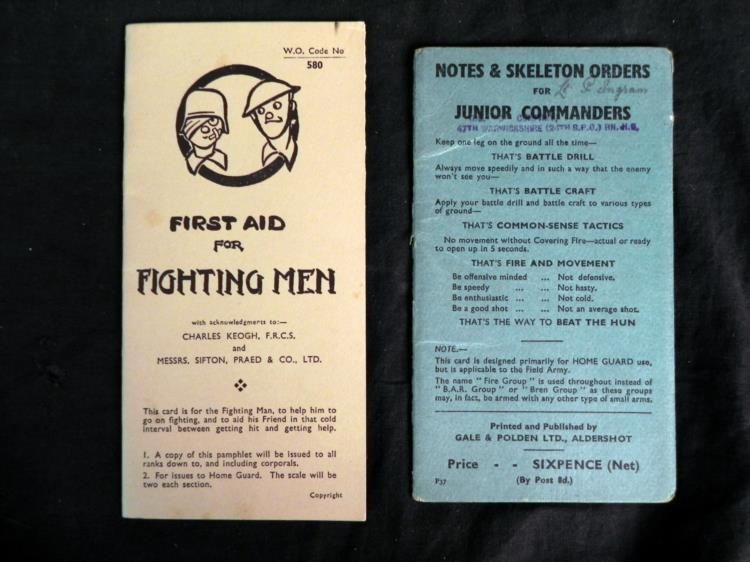 W.O. Code No
580
FIRST AID
FOR
FIGHTING MEN
with acknowledgments to:—
CHARLES KEOGH, F.R.C.S.
and
MESSRS. SIFTON, PRAED & CO., LTD.
This card is for the Fighting Man, to help him to
go on fighting, and to aid his Friend in that cold
interval between getting hit and getting help.
1. A copy of this pamphlet will be issued to all
ranks down to, and including corporals.
2. For issues to Home Guard. The scale will be
two each section.
Copyright
NOTES & SKELETON ORDERS
FOR
Ingram
JUNIOR COMMANDERS
47TH WARWICKSHIRE (24TH B.P.O.) BN. H.G.
Keep one leg on the ground all the time—
THAT'S BATTLE DRILL
Always move speedily and in such a way that the enemy
won't see you—
THAT'S BATTLE CRAFT
Apply your battle drill and battle craft to various types
of ground—
THAT'S COMMON-SENSE TACTICS
No movement without Covering Fire—actual or ready
to open up in 5 seconds.
THAT'S FIRE AND MOVEMENT
Be offensive minded ... Not defensive.
Be speedy ... ... Not hasty.
Be enthusiastic ... ... Not cold.
Be a good shot ... ... Not an average shot.
THAT'S THE WAY TO BEAT THE HUN
NOTE.—
This card is designed primarily for HOME GUARD use,
but is applicable to the Field Army.
The name "Fire Group" is used throughout instead of
"B.A.R. Group" or "Bren Group" as these groups
may, in fact, be armed with any other type of small arms.
Printed and Published by
GALE & POLDEN LTD., ALDERSHOT
Price - - SIXPENCE (Net)
P37 (By Post 8d.)